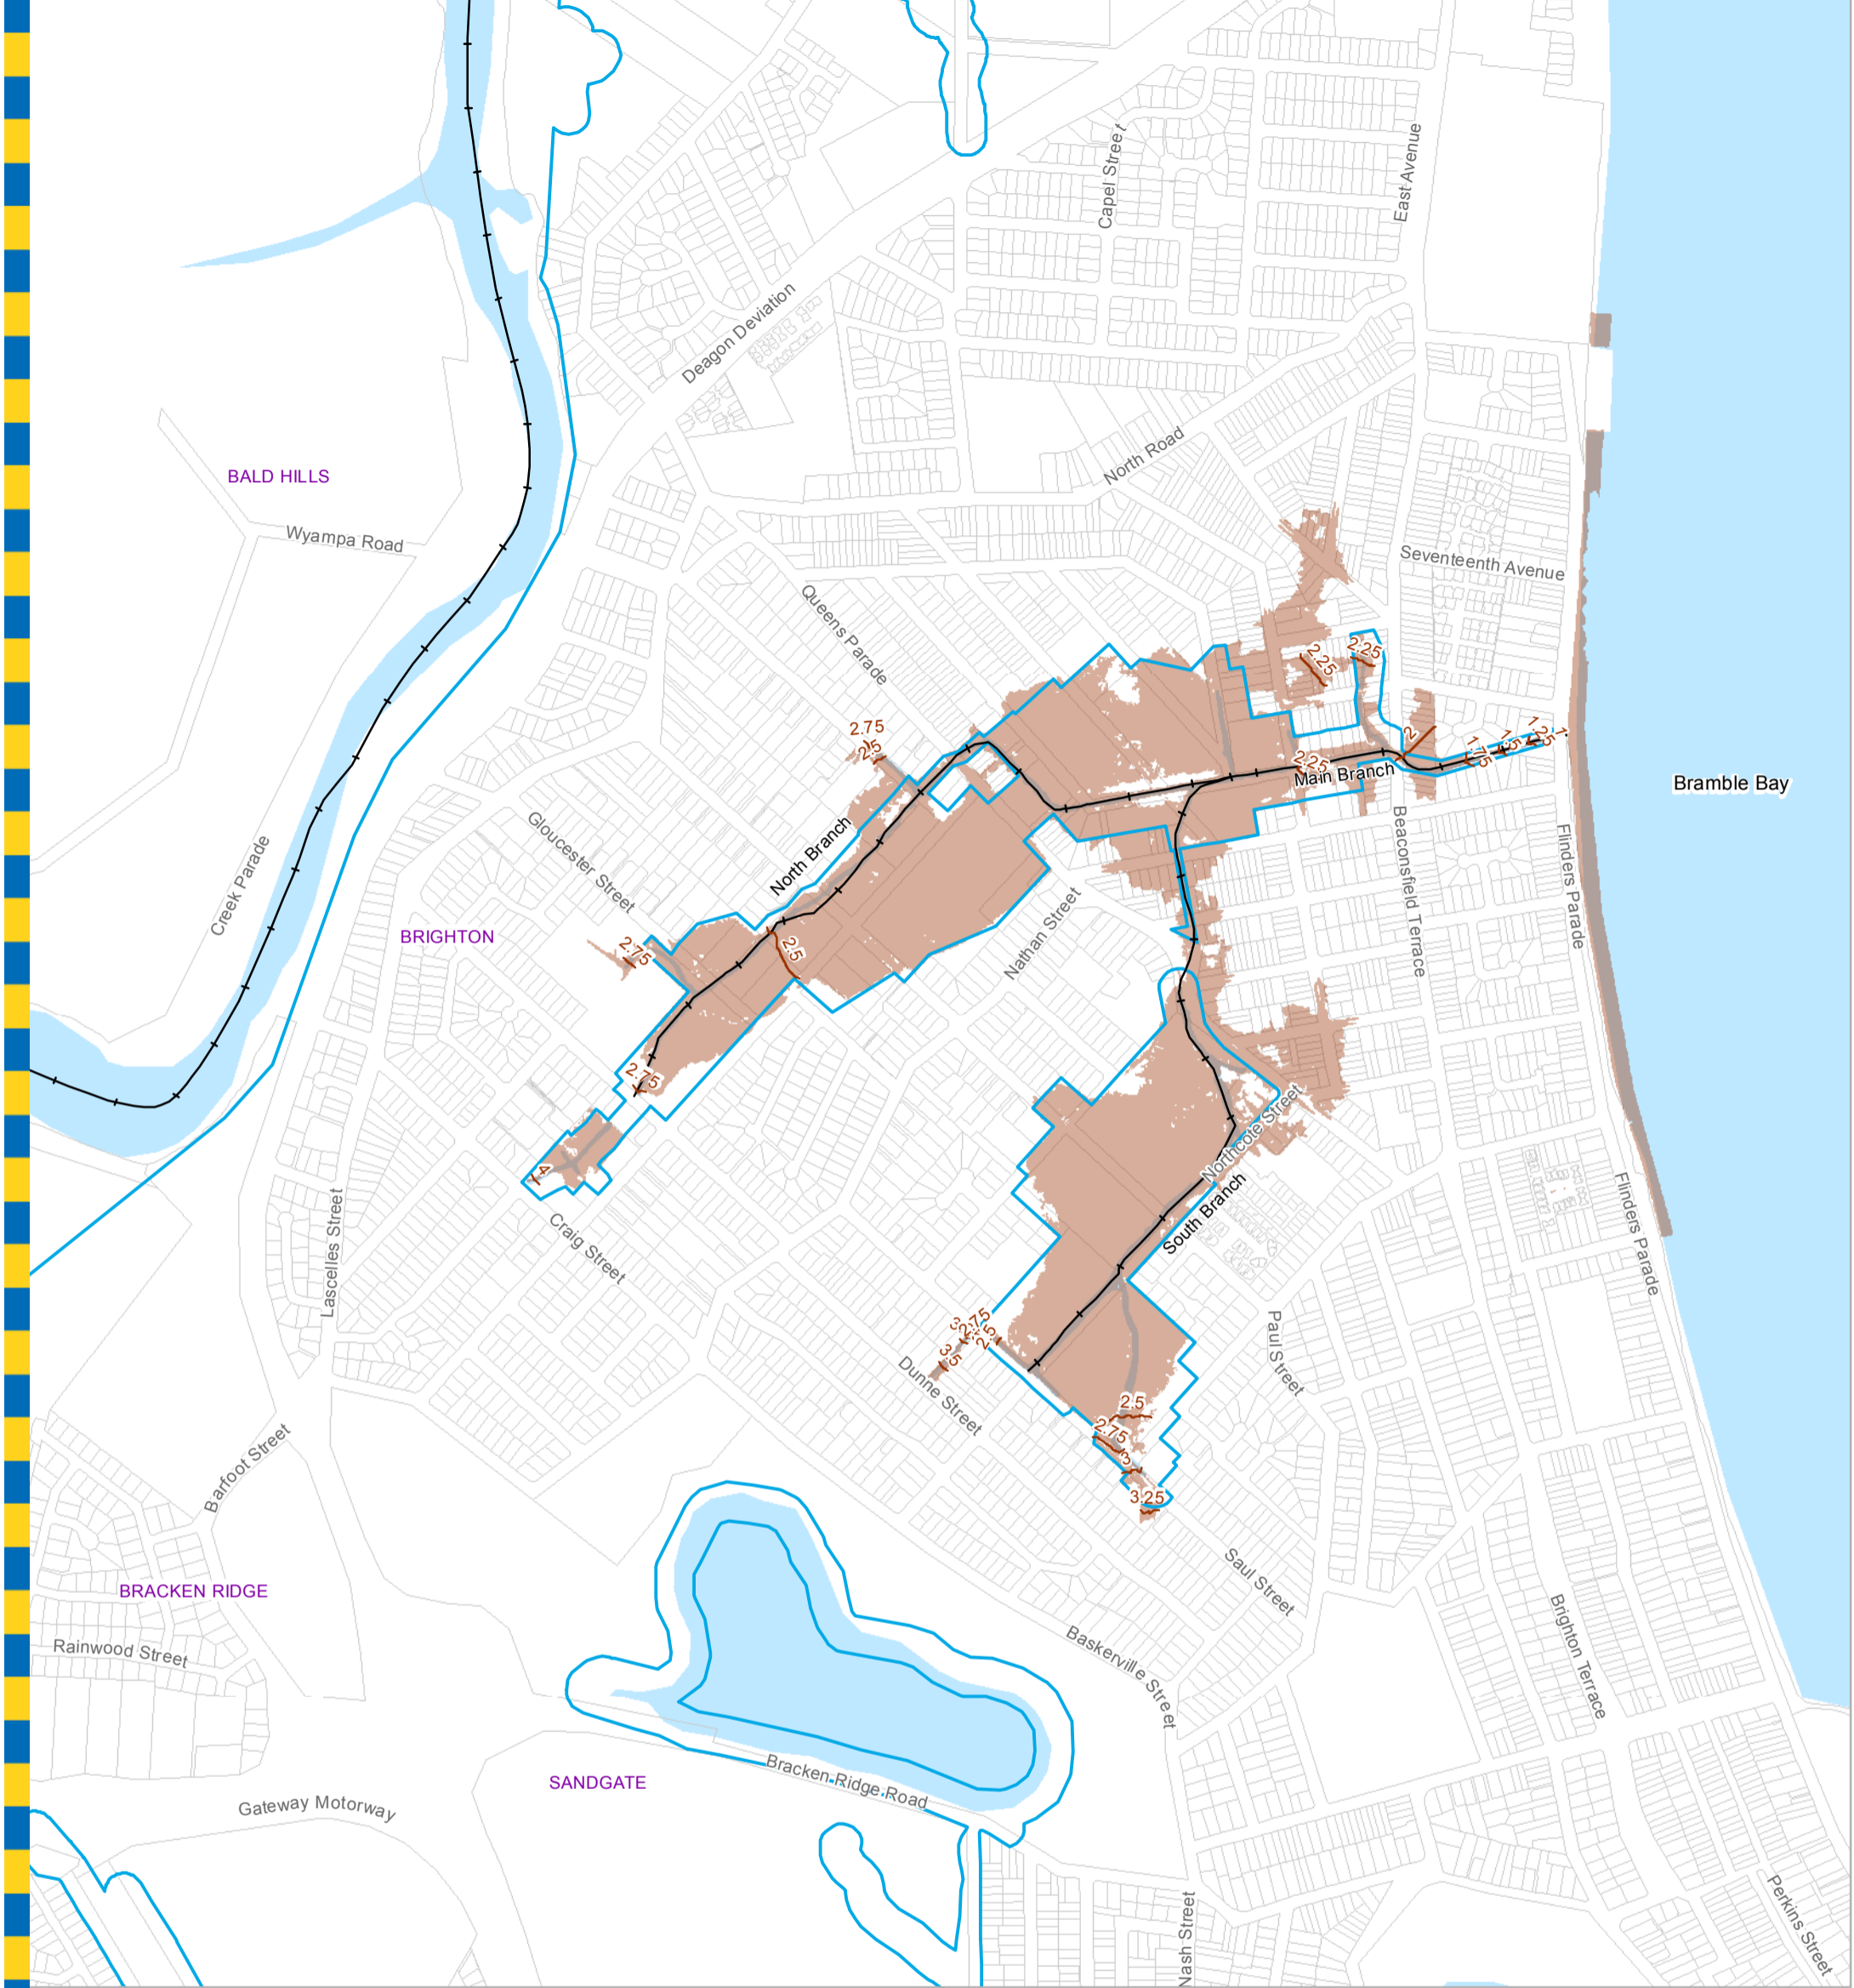 Capel Street
East Avenue
Deagon Deviation
North Road
BALD HILLS
Wyampa Road
Seventeenth Avenue
Queens Parade
2.25
2.25
2.75
2.5
2
1.75
1.5
1.25
1
2.25
Main Branch
Bramble Bay
Gloucester Street
North Branch
Creek Parade
Beaconsfield Terrace
Flinders Parade
BRIGHTON
Nathan Street
2.75
2.5
2.75
Northcote Street
4
South Branch
Flinders Parade
Lascelles Street
Craig Street
3
2.75
2.5
3.5
Paul Street
Dunne Street
2.5
2.75
3
3.25
Barfoot Street
Saul Street
BRACKEN RIDGE
Rainwood Street
Baskerville Street
Brighton Terrace
SANDGATE
Bracken Ridge Road
Gateway Motorway
Nash Street
Perkins Street